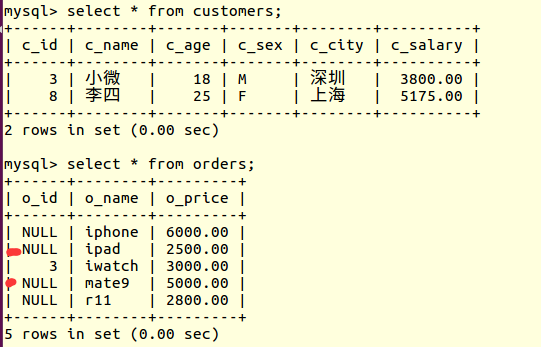 mysql> select * from customers;
+------+--------+-------+-------+--------+----------+
| c_id | c_name | c_age | c_sex | c_city | c_salary |
+------+--------+-------+-------+--------+----------+
| 3 | 小微 | 18 | M | 深圳 | 3800.00 |
| 8 | 李四 | 25 | F | 上海 | 5175.00 |
+------+--------+-------+-------+--------+----------+
2 rows in set (0.00 sec)
mysql> select * from orders;
+------+--------+---------+
| o_id | o_name | o_price |
+------+--------+---------+
| NULL | iphone | 6000.00 |
| NULL | ipad | 2500.00 |
| 3 | iwatch | 3000.00 |
| NULL | mate9 | 5000.00 |
| NULL | r11 | 2800.00 |
+------+--------+---------+
5 rows in set (0.00 sec)